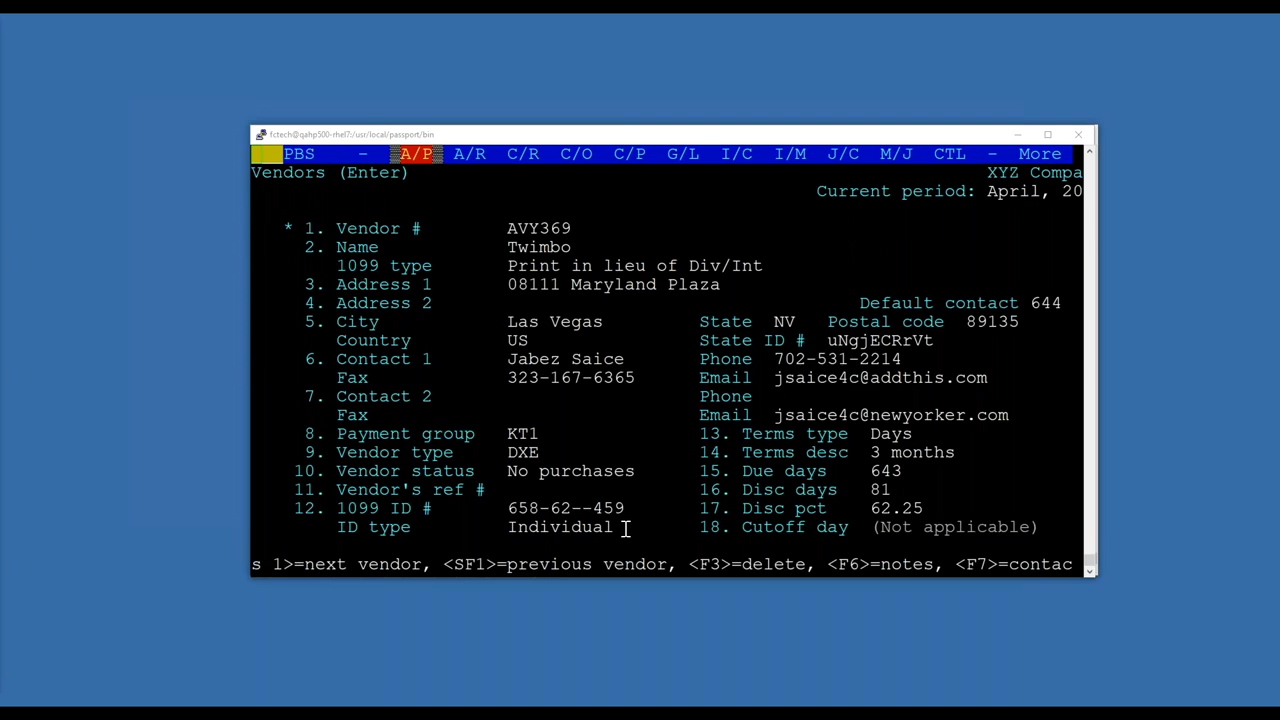 fctech@qahp500-rhel7:/usr/local/passport/bin
PBS - A/P A/R C/R C/O C/P G/L I/C I/M J/C M/J CTL - More
Vendors (Enter) XYZ Compa
Current period: April, 20
* 1. Vendor # AVY369
2. Name Twimbo
1099 type Print in lieu of Div/Int
3. Address 1 08111 Maryland Plaza
4. Address 2 Default contact 644
5. City Las Vegas State NV Postal code 89135
Country US State ID # uNgjECRrVt
6. Contact 1 Jabez Saice Phone 702-531-2214
Fax 323-167-6365 Email jsaice4c@addthis.com
7. Contact 2 Phone
Fax Email jsaice4c@newyorker.com
8. Payment group KT1 13. Terms type Days
9. Vendor type DXE 14. Terms desc 3 months
10. Vendor status No purchases 15. Due days 643
11. Vendor's ref # 16. Disc days 81
12. 1099 ID # 658-62--459 17. Disc pct 62.25
ID type Individual 18. Cutoff day (Not applicable)
s 1>=next vendor, <SF1>=previous vendor, <F3>=delete, <F6>=notes, <F7>=contac